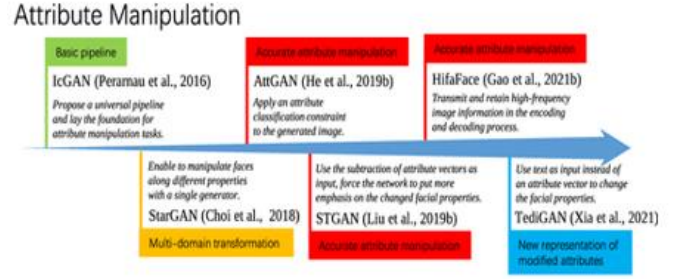 Attribute Manipulation
Basic pipeline
IcGAN (Perarnau et al., 2016)
Propose a universal pipeline
and lay the foundation for
attribute manipulation tasks.
Accurate attribute manipulation
AttGAN (He et al., 2019b)
Apply an attribute
classification constraint
to the generated image.
Accurate attribute manipulation
HifaFace (Gao et al., 2021b)
Transmit and retain high-frequency
image information in the encoding
and decoding process.
Enable to manipulate faces
along different properties
with a single generator.
StarGAN (Choi et al., 2018)
Multi-domain transformation
Use the subtraction of attribute vectors as
input, force the network to put more
emphasis on the changed facial properties.
STGAN (Liu et al., 2019b)
Accurate attribute manipulation
Use text as input instead of
an attribute vector to change
the facial properties.
TediGAN (Xia et al., 2021)
New representation of
modified attributes